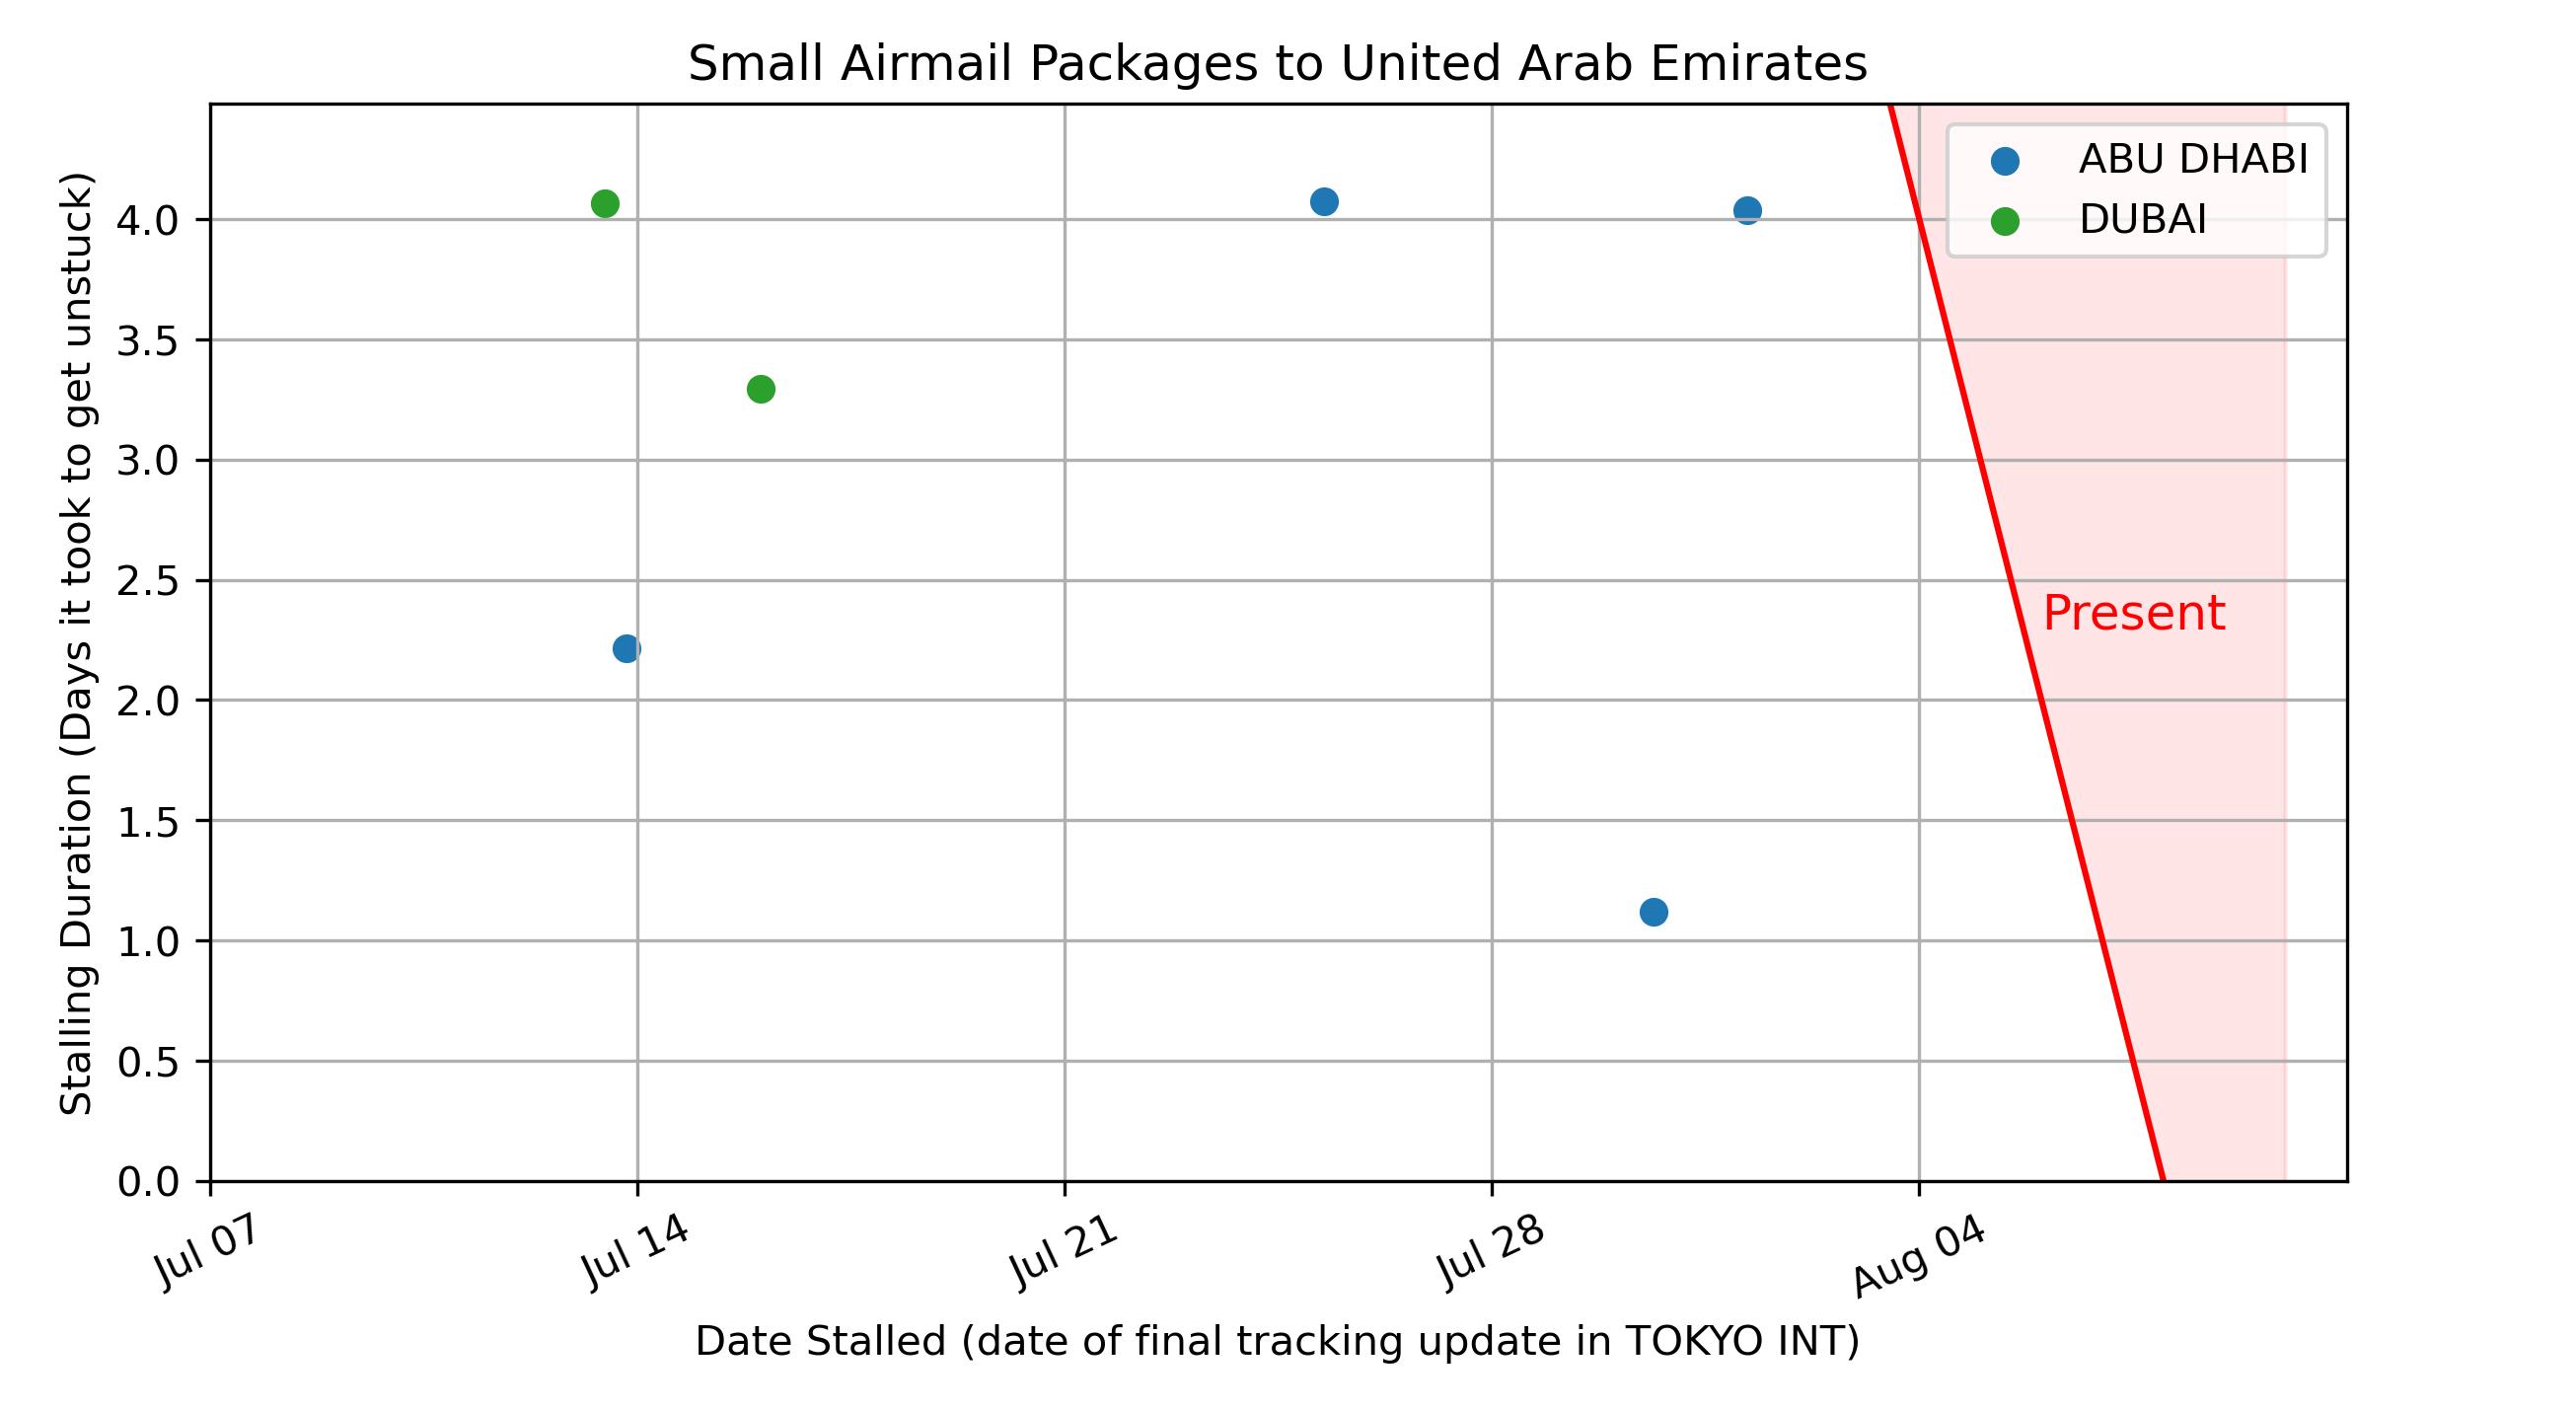 Small Airmail Packages to United Arab Emirates
ABU DHABI
DUBAI
Present
Stalling Duration (Days it took to get unstuck)
4.0
3.5
3.0
2.5
2.0
1.5
1.0
0.5
0.0
Jul 07
Jul 14
Jul 21
Jul 28
Aug 04
Date Stalled (date of final tracking update in TOKYO INT)